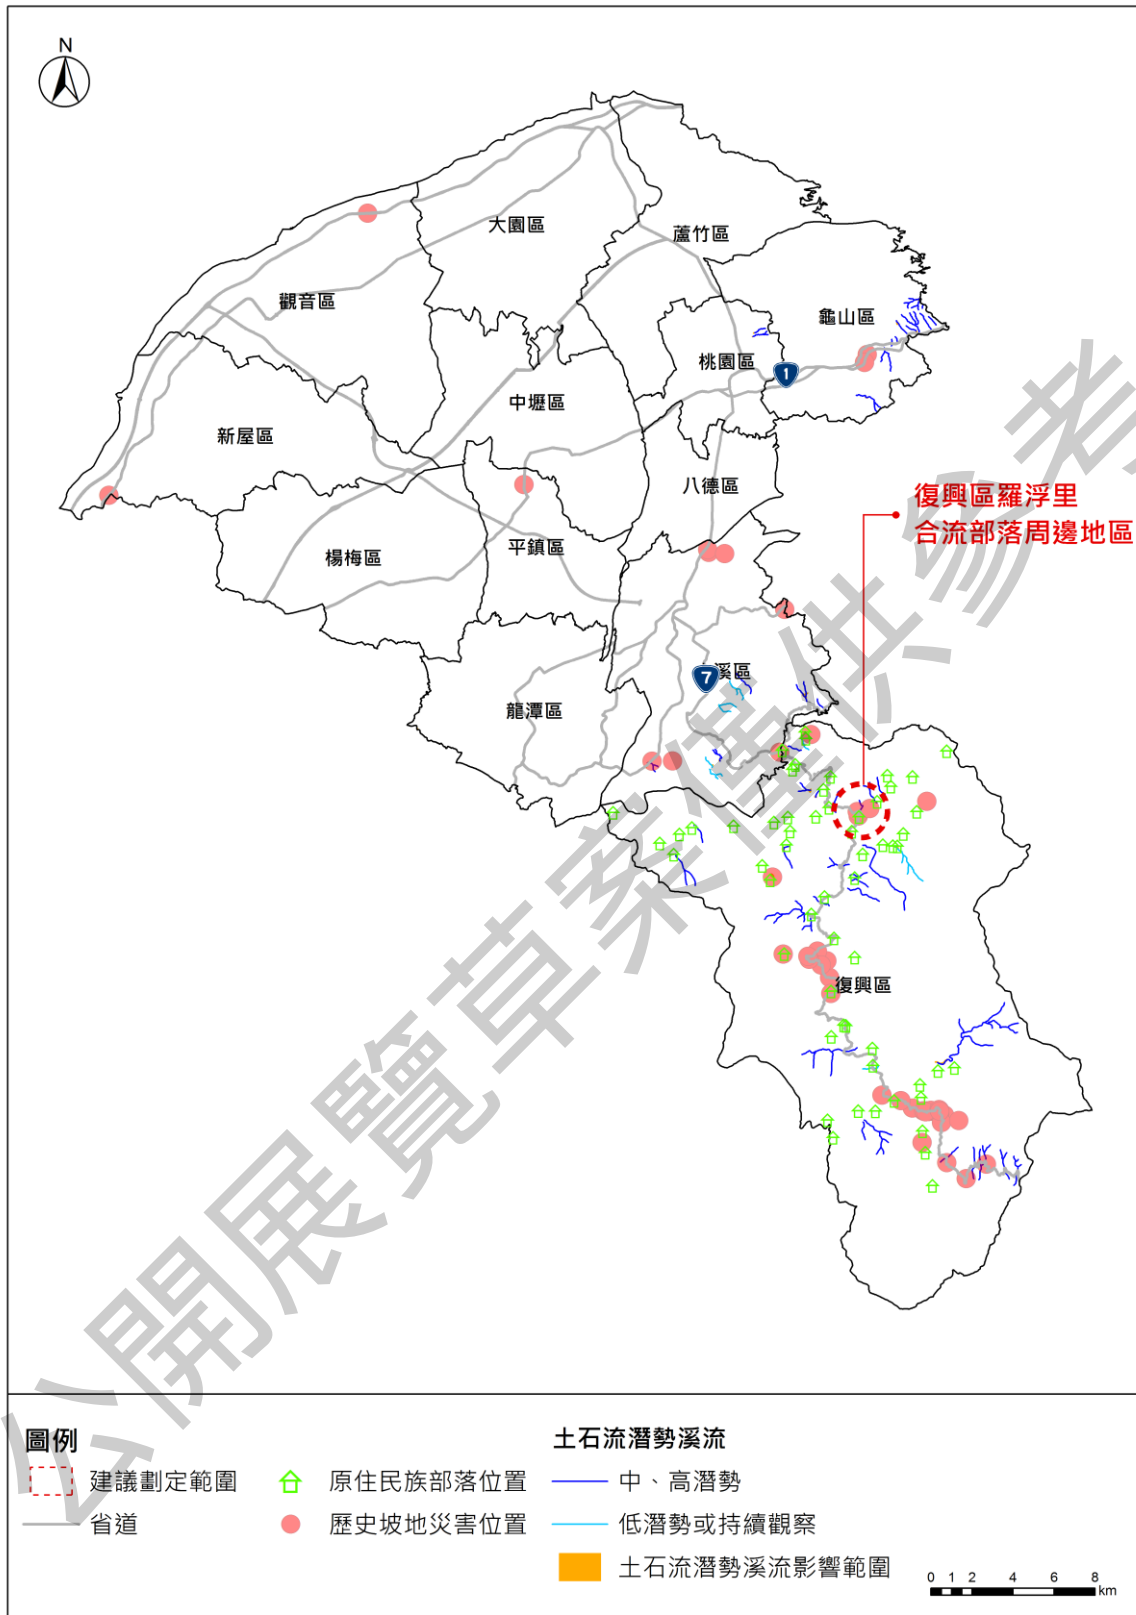 N
大園區
蘆竹區
觀音區
龜山區
桃園區
1
中壢區
新屋區
八德區
復興區羅浮里
合流部落周邊地區
平鎮區
楊梅區
7
溪區
龍潭區
復興區
公開展覽草案僅供參考
圖例
建議劃定範圍
省道
原住民族部落位置
歷史坡地災害位置
土石流潛勢溪流
中、高潛勢
低潛勢或持續觀察
土石流潛勢溪流影響範圍
0 1 2 4 6 8
km